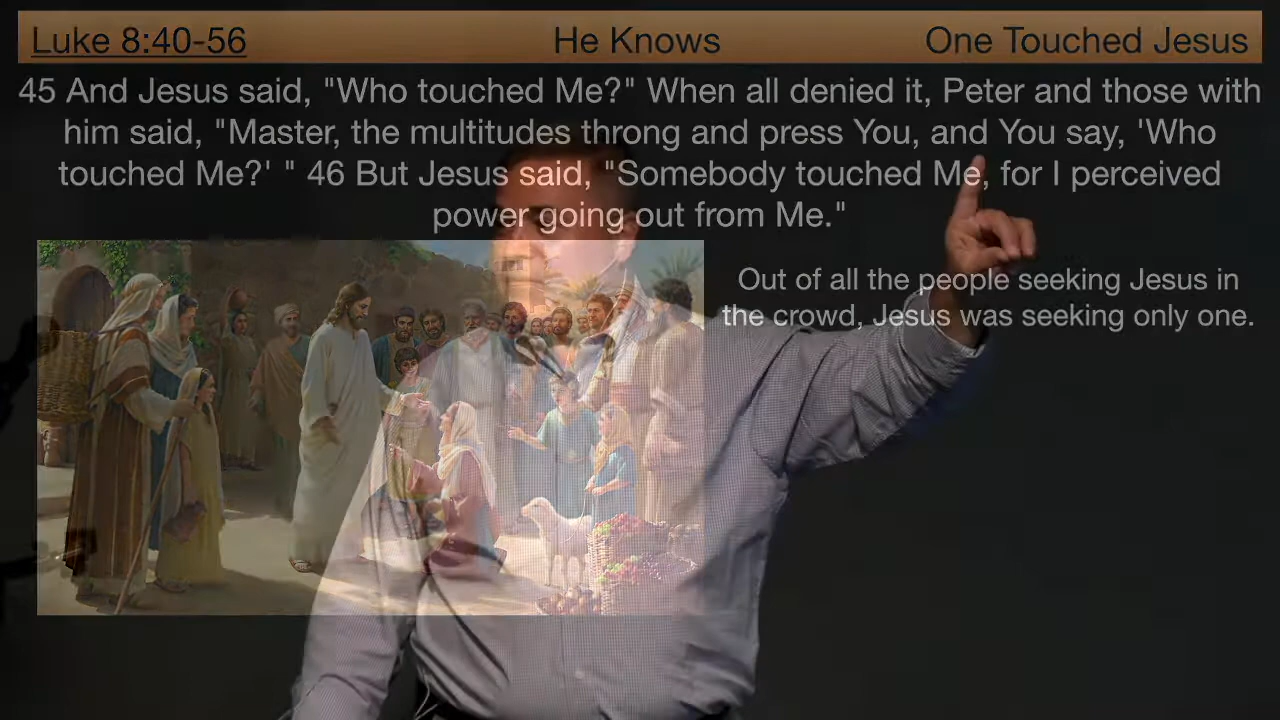 Luke 8:40-56 He Knows One Touched Jesus
45 And Jesus said, "Who touched Me?" When all denied it, Peter and those with
him said, "Master, the multitudes throng and press You, and You say, 'Who
touched Me?' " 46 But Jesus said, "Somebody touched Me, for I perceived
power going out from Me."
Out of all the people seeking Jesus in
the crowd, Jesus was seeking only one.